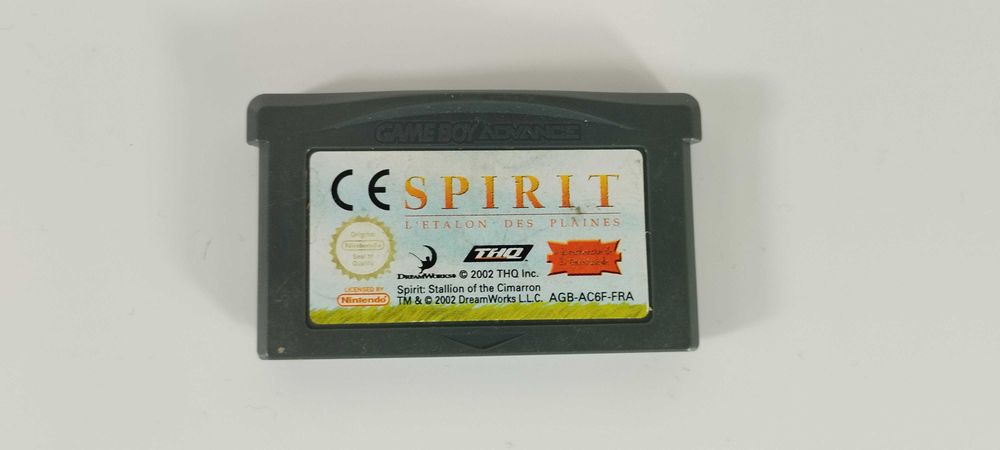 GAME BOY ADVANCE
CE SPIRIT
L'ETALON DES PLAINES
Original
Nintendo
Seal of
Quality
DREAMWORKS
THQ
© 2002 THQ Inc.
LICENSED BY
Nintendo
Spirit: Stallion of the Cimarron
TM & © 2002 DreamWorks L.L.C. AGB-AC6F-FRA